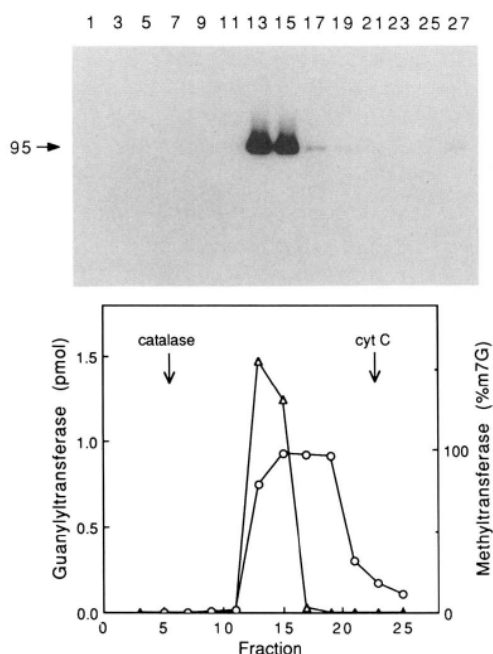 1 3 5 7 9 11 13 15 17 19 21 23 25 27
95
catalase
cyt C
Guanylyltransferase (pmol)
1.5
1.0
0.5
0.0
Methyltransferase (%m7G)
100
0
0 5 10 15 20 25 30
Fraction